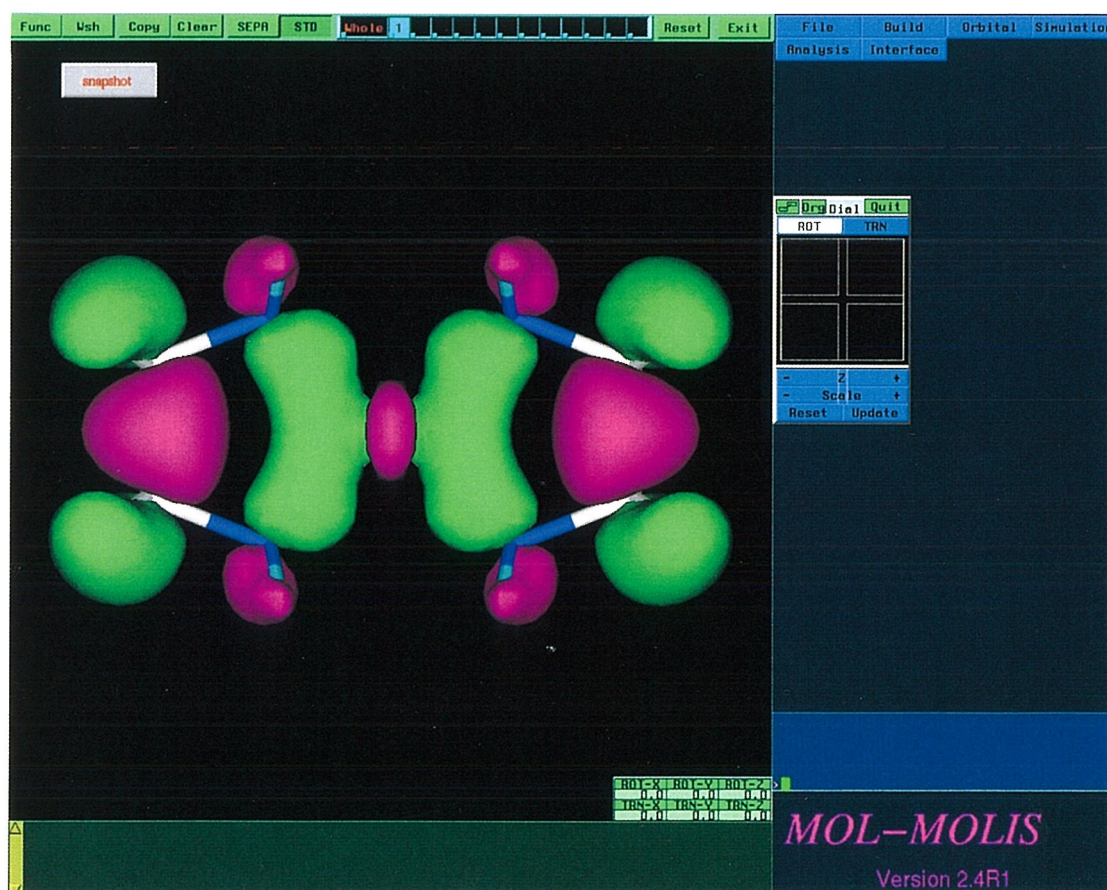 Func Wsh Copy Clear SEPA STD Whole 1 Reset Exit
File Build Orbital Simulation
Analysis Interface
snapshot
Org Dial Quit
ROT TRN
- Z +
- Scale +
Reset Update
ROT-X ROT-Y ROT-Z
0.0 0.0 0.0
TRN-X TRN-Y TRN-Z
0.0 0.0 0.0
>
MOL-MOLIS
Version 2.4R1